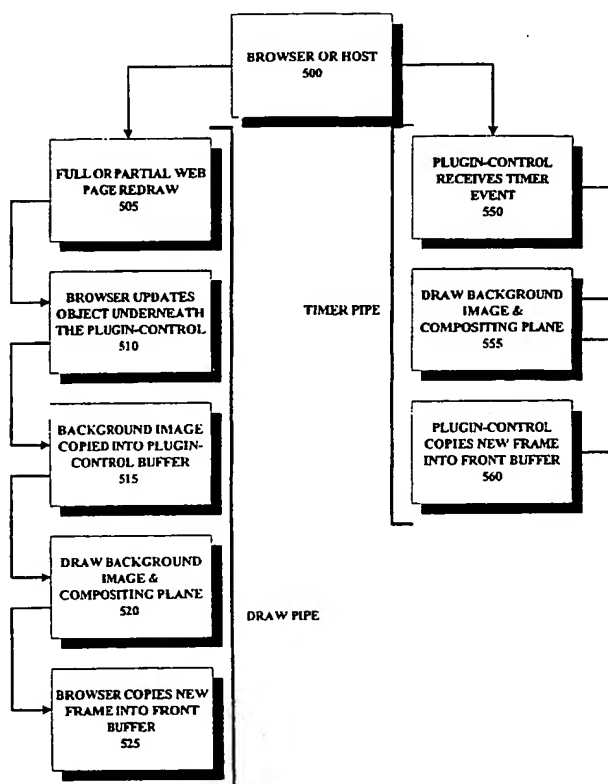 BROWSER OR HOST
500
FULL OR PARTIAL WEB
PAGE REDRAW
505
BROWSER UPDATES
OBJECT UNDERNEATH
THE PLUGIN-CONTROL
510
BACKGROUND IMAGE
COPIED INTO PLUGIN-
CONTROL BUFFER
515
DRAW BACKGROUND
IMAGE &
COMPOSITING PLANE
520
BROWSER COPIES NEW
FRAME INTO FRONT
BUFFER
525
DRAW PIPE
TIMER PIPE
PLUGIN-CONTROL
RECEIVES TIMER
EVENT
550
DRAW BACKGROUND
IMAGE &
COMPOSITING PLANE
555
PLUGIN-CONTROL
COPIES NEW FRAME
INTO FRONT BUFFER
560